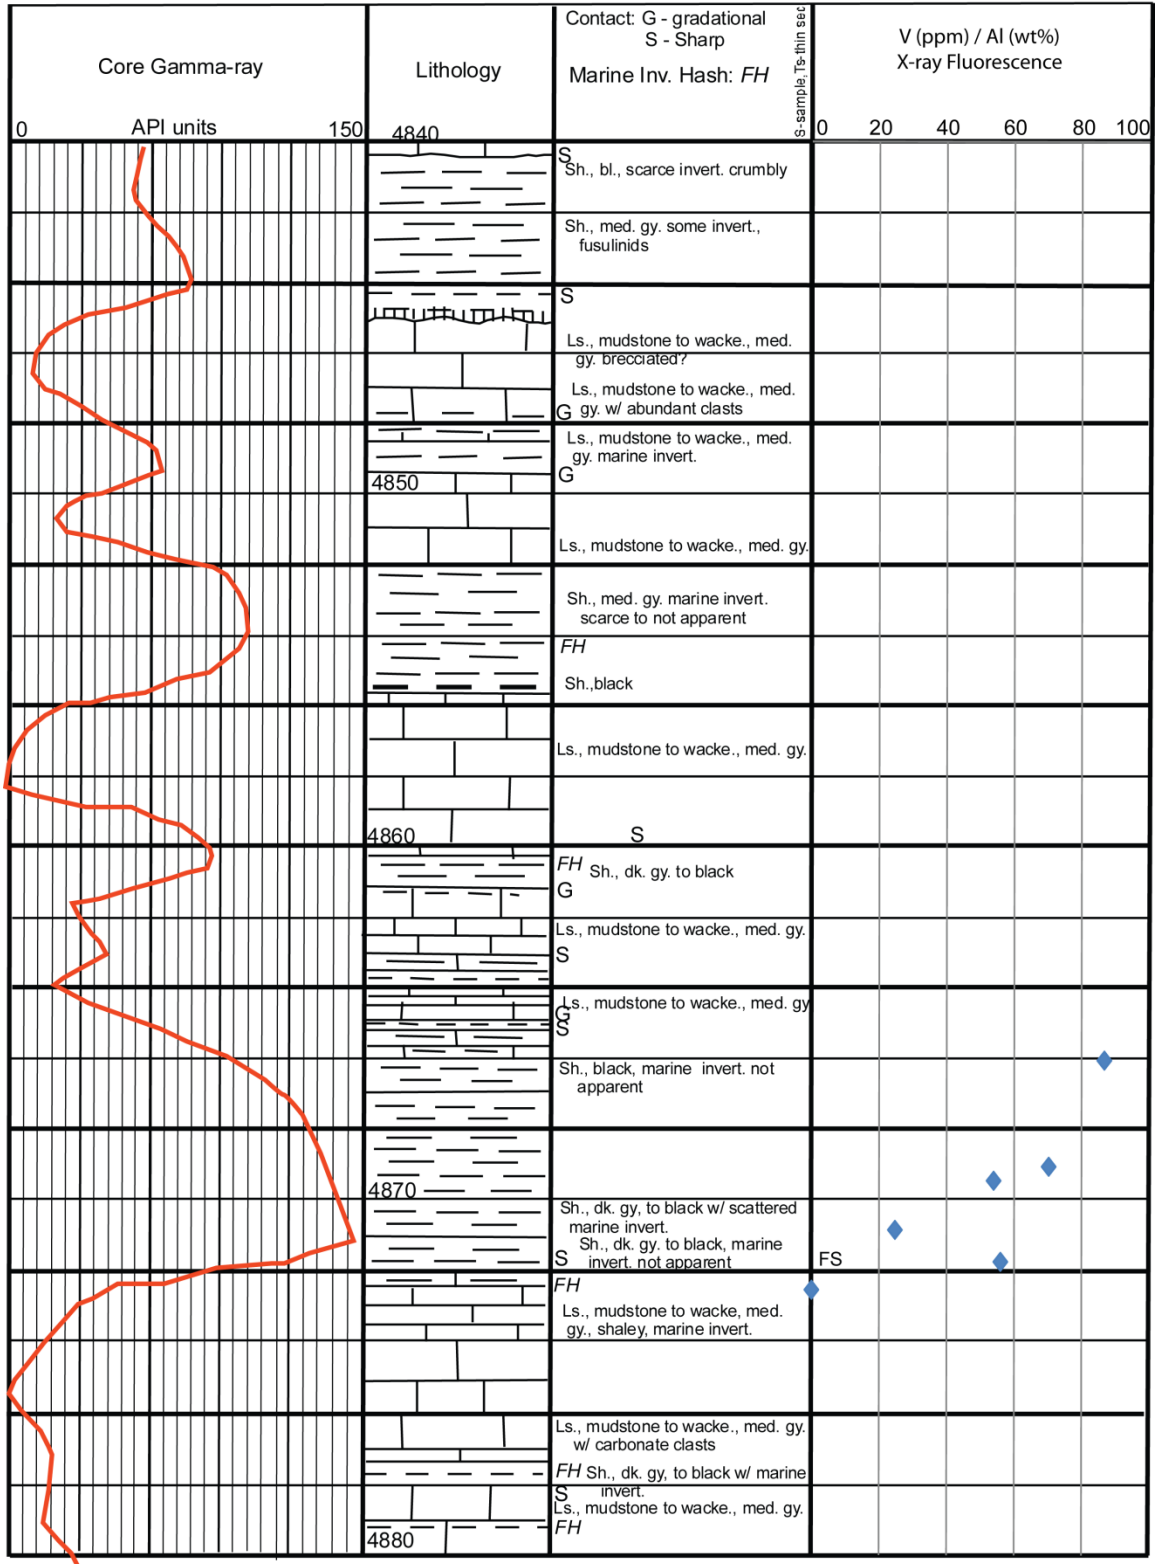 Core Gamma-ray
0 API units 150
Lithology
Contact: G - gradational
S - Sharp
Marine Inv. Hash: FH
S-sample,Ts-thin sec
V (ppm) / Al (wt%)
X-ray Fluorescence
0 20 40 60 80 100
4840
S
Sh., bl., scarce invert. crumbly
Sh., med. gy. some invert.,
fusulinids
S
Ls., mudstone to wacke., med.
gy. brecciated?
Ls., mudstone to wacke., med.
G gy. w/ abundant clasts
Ls., mudstone to wacke., med.
gy. marine invert.
G
4850
Ls., mudstone to wacke., med. gy.
Sh., med. gy. marine invert.
scarce to not apparent
FH
Sh.,black
Ls., mudstone to wacke., med. gy.
4860 S
FH Sh., dk. gy. to black
G
Ls., mudstone to wacke., med. gy.
S
Ls., mudstone to wacke., med. gy
G
S
Sh., black, marine invert. not
apparent
4870
Sh., dk. gy, to black w/ scattered
marine invert.
Sh., dk. gy. to black, marine
S invert. not apparent FS
FH
Ls., mudstone to wacke, med.
gy., shaley, marine invert.
Ls., mudstone to wacke., med. gy.
w/ carbonate clasts
FH Sh., dk. gy, to black w/ marine
invert.
S
Ls., mudstone to wacke., med. gy.
FH
4880